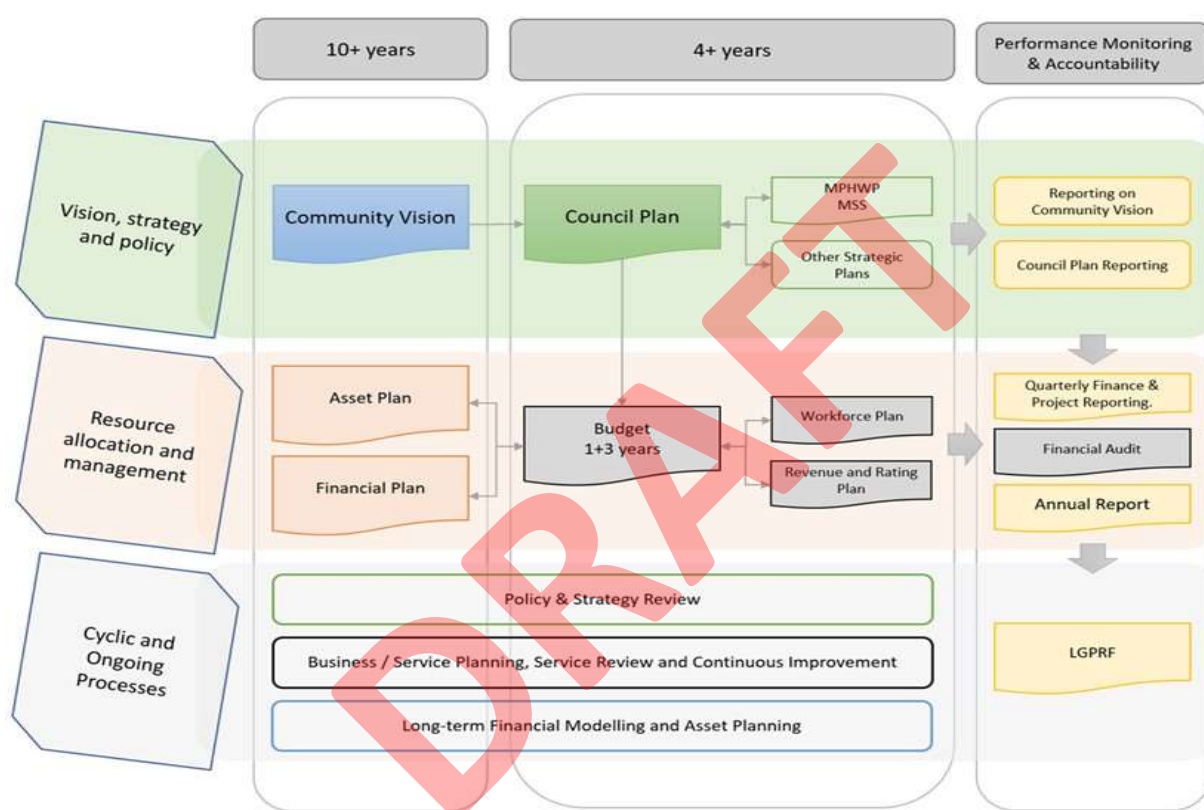 10+ years
4+ years
Performance Monitoring
& Accountability
Vision, strategy
and policy
Community Vision
Council Plan
MPHWP
MSS
Other Strategic
Plans
Reporting on
Community Vision
Council Plan Reporting
Resource
allocation and
management
Asset Plan
Financial Plan
Budget
1+3 years
Workforce Plan
Revenue and Rating
Plan
Quarterly Finance &
Project Reporting.
Financial Audit
Annual Report
Cyclic and
Ongoing
Processes
Policy & Strategy Review
Business / Service Planning, Service Review and Continuous Improvement
Long-term Financial Modelling and Asset Planning
LGPRF
DRAFT